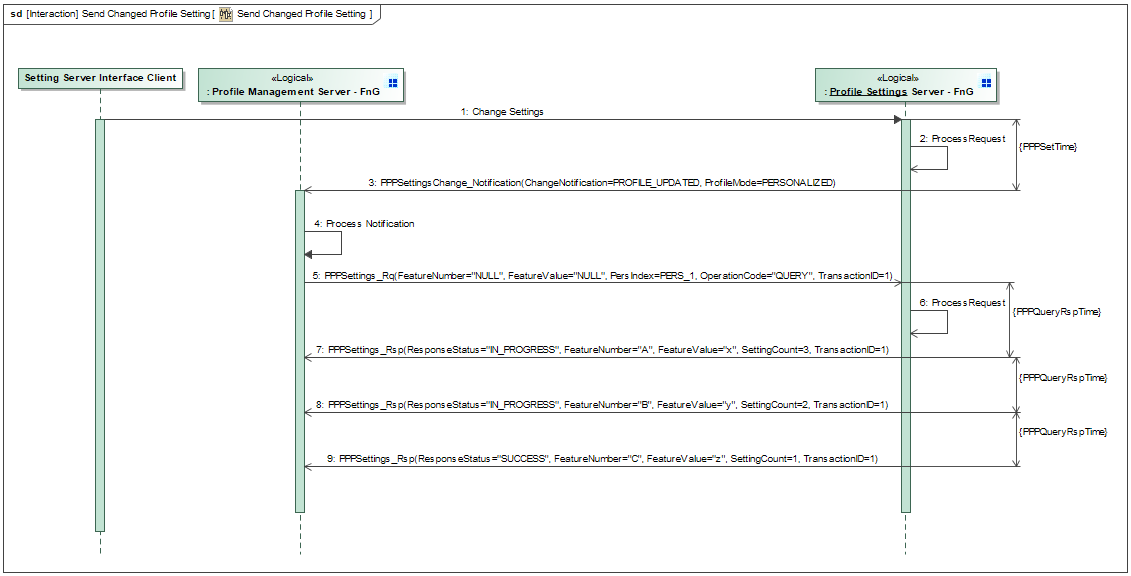 sd [Interaction] Send Changed Profile Setting [ Send Changed Profile Setting ]
Setting Server Interface Client
«Logical»
: Profile Management Server - FnG
«Logical»
: Profile Settings Server - FnG
1: Change Settings
2: ProcessRequest
{PPPSetTime}
3: PPPSettingsChange_Notification(ChangeNotification=PROFILE_UPDATED, ProfileMode=PERSONALIZED)
4: Process Notification
5: PPPSettings_Rq(FeatureNumber="NULL", FeatureValue="NULL", PersIndex=PERS_1, OperationCode="QUERY", TransactionID=1)
6: ProcessRequest
{PPPQueryRspTime}
7: PPPSettings_Rsp(ResponseStatus="IN_PROGRESS", FeatureNumber="A", FeatureValue="x", SettingCount=3, TransactionID=1)
{PPPQueryRspTime}
8: PPPSettings_Rsp(ResponseStatus="IN_PROGRESS", FeatureNumber="B", FeatureValue="y", SettingCount=2, TransactionID=1)
{PPPQueryRspTime}
9: PPPSettings_Rsp(ResponseStatus="SUCCESS", FeatureNumber="C", FeatureValue="z", SettingCount=1, TransactionID=1)